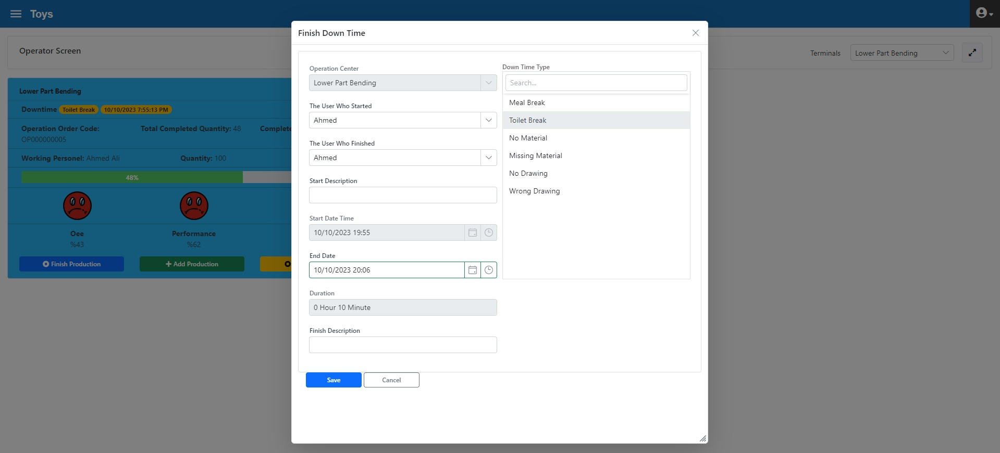 Toys
Operator Screen
Terminals
Lower Part Bending
Lower Part Bending
Downtime Toilet Break 10/10/2023 7:55:13 PM
Operation Order Code:
OP000000005
Total Completed Quantity: 48
Complete
Working Personel: Ahmed Ali
Quantity: 100
48%
Oee
%43
Performance
%62
Finish Production
Add Production
Finish Down Time
Operation Center
Lower Part Bending
The User Who Started
Ahmed
The User Who Finished
Ahmed
Start Description
Start Date Time
10/10/2023 19:55
End Date
10/10/2023 20:06
Duration
0 Hour 10 Minute
Finish Description
Down Time Type
Search...
Meal Break
Toilet Break
No Material
Missing Material
No Drawing
Wrong Drawing
Save
Cancel